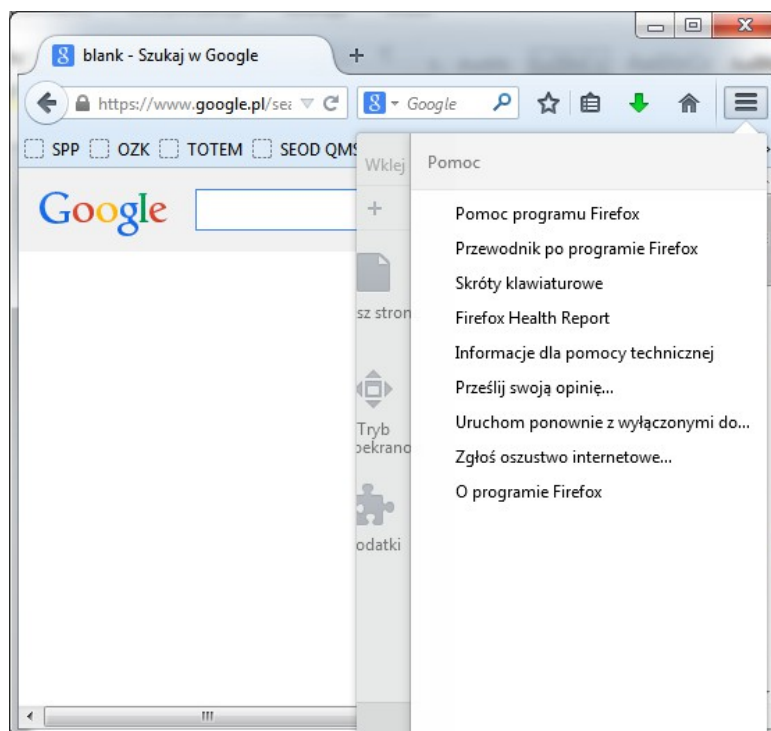 blank - Szukaj w Google
https://www.google.pl/sea
Google
SPP OZK TOTEM SEOD QMS
Google
Wklej
Pomoc
Pomoc programu Firefox
Przewodnik po programie Firefox
Skróty klawiaturowe
sz stron
Firefox Health Report
Informacje dla pomocy technicznej
Prześlij swoją opinię...
Uruchom ponownie z wyłączonymi do...
Tryb
Zgłoś oszustwo internetowe...
O programie Firefox
odatki